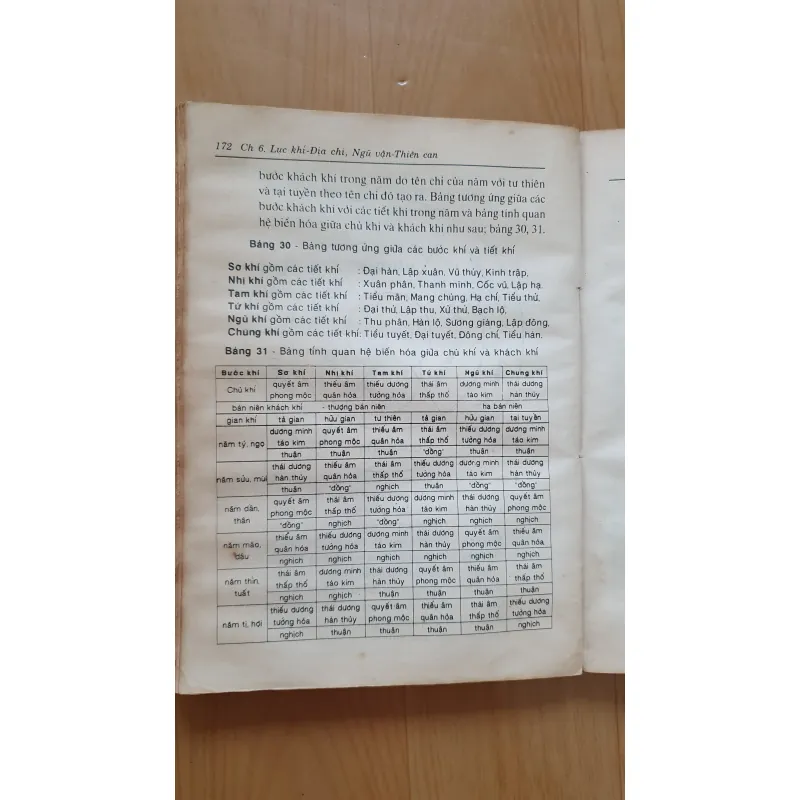 172 Ch 6. Lục khí-Địa chi, Ngũ vận-Thiên can
bước khách khí trong năm do tên chi của năm với tư thiên
và tại tuyền theo tên chi đó tạo ra. Bảng tương ứng giữa các
bước khách khí với các tiết khí trong năm và bảng tính quan
hệ biến hóa giữa chủ khí và khách khí như sau; bảng 30, 31.
Bảng 30 - Bảng tương ứng giữa các bước khí và tiết khí
Sơ khí gồm các tiết khí : Đại hàn, Lập xuân, Vũ thủy, Kinh trập,
Nhị khí gồm các tiết khí : Xuân phân, Thanh minh, Cốc vũ, Lập hạ.
Tam khí gồm các tiết khí : Tiểu mãn, Mang chủng, Hạ chí, Tiểu thử.
Tứ khí gồm các tiết khí : Đại thử, Lập thu, Xử thử, Bạch lộ,
Ngũ khí gồm các tiết khí : Thu phân, Hàn lộ, Sương giáng, Lập đông,
Chung khí gồm các tiết khí: Tiểu tuyết, Đại tuyết, Đông chí, Tiểu hàn.
Bảng 31 - Bảng tính quan hệ biến hóa giữa chủ khí và khách khí
Bước khí Sơ khí Nhị khí Tam khí Tứ khí Ngũ khí Chung khí
Chủ khí quyết âm thiếu âm thiếu dương thái âm dương minh thái dương
phong mộc quân hỏa tướng hỏa thấp thổ táo kim hàn thủy
bán niên khách khí - thượng bán niên hạ bán niên
gian khí tả gian hữu gian tư thiên tả gian hữu gian tại tuyền
năm tý, ngọ dương minh quyết âm thiếu âm thái âm thiếu dương dương minh
táo kim phong mộc quân hỏa thấp thổ tướng hỏa táo kim
thuận thuận thuận "đồng" thuận thuận
năm sửu, mùi thái dương thiếu âm thái âm thiếu dương dương minh thái dương
hàn thủy quân hỏa thấp thổ tướng hỏa táo kim hàn thủy
thuận "đồng" nghịch thuận "đồng" "đồng"
năm dần, thân quyết âm thái âm thiếu dương dương minh thái dương quyết âm
phong mộc thấp thổ tướng hỏa táo kim hàn thủy phong mộc
"đồng" nghịch "đồng" nghịch nghịch nghịch
năm mão, dậu thiếu âm thiếu dương dương minh thái dương quyết âm thiếu âm
quân hỏa tướng hỏa táo kim hàn thủy phong mộc quân hỏa
nghịch nghịch nghịch nghịch nghịch nghịch
năm thìn, tuất thái âm dương minh thái dương quyết âm thiếu âm thái âm
thấp thổ táo kim hàn thủy phong mộc quân hỏa thấp thổ
nghịch nghịch thuận thuận thuận thuận
năm tị, hợi thiếu dương thái dương quyết âm thiếu âm thái âm thiếu dương
tướng hỏa hàn thủy phong mộc quân hỏa thấp thổ tướng hỏa
nghịch thuận thuận thuận thuận nghịch